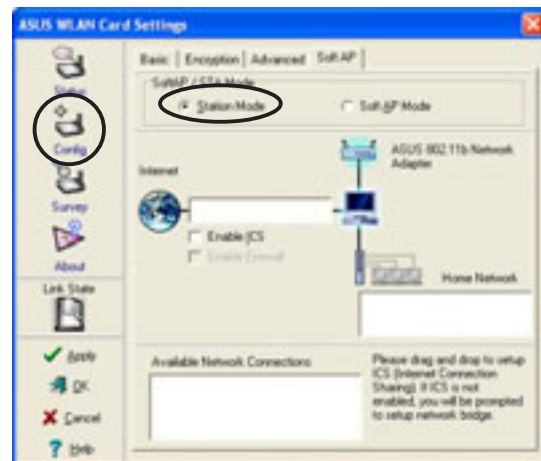 ASUS WLAN Card Settings
Status
Config
Survey
About
Link State
Apply
OK
Cancel
Help
Basic Encryption Advanced Soft AP
SoftAP / STA Mode
Station Mode
Soft AP Mode
ASUS 802.11b Network
Adapter
Internet
Enable ICS
Enable Firewall
Home Network
Available Network Connections
Please drag and drop to setup
ICS (Internet Connection
Sharing). If ICS is not
enabled, you will be prompted
to setup network bridge.